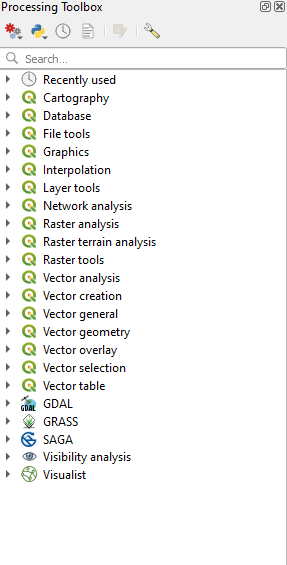 Processing Toolbox
Search...
Recently used
Cartography
Database
File tools
Graphics
Interpolation
Layer tools
Network analysis
Raster analysis
Raster terrain analysis
Raster tools
Vector analysis
Vector creation
Vector general
Vector geometry
Vector overlay
Vector selection
Vector table
GDAL GDAL
GRASS
SAGA
Visibility analysis
Visualist